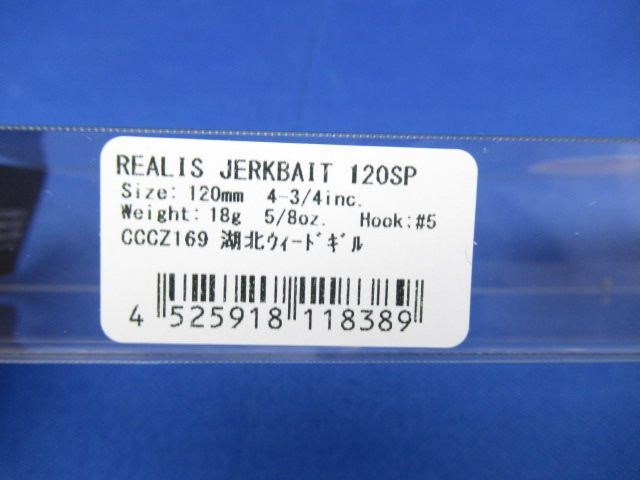 REALIS JERKBAIT 120SP
Size: 120mm 4-3/4inc.
Weight: 18g 5/8oz. Hook:#5
CCCZ169 湖北ｳｨｰﾄﾞｷﾞﾙ
4 525918 118389